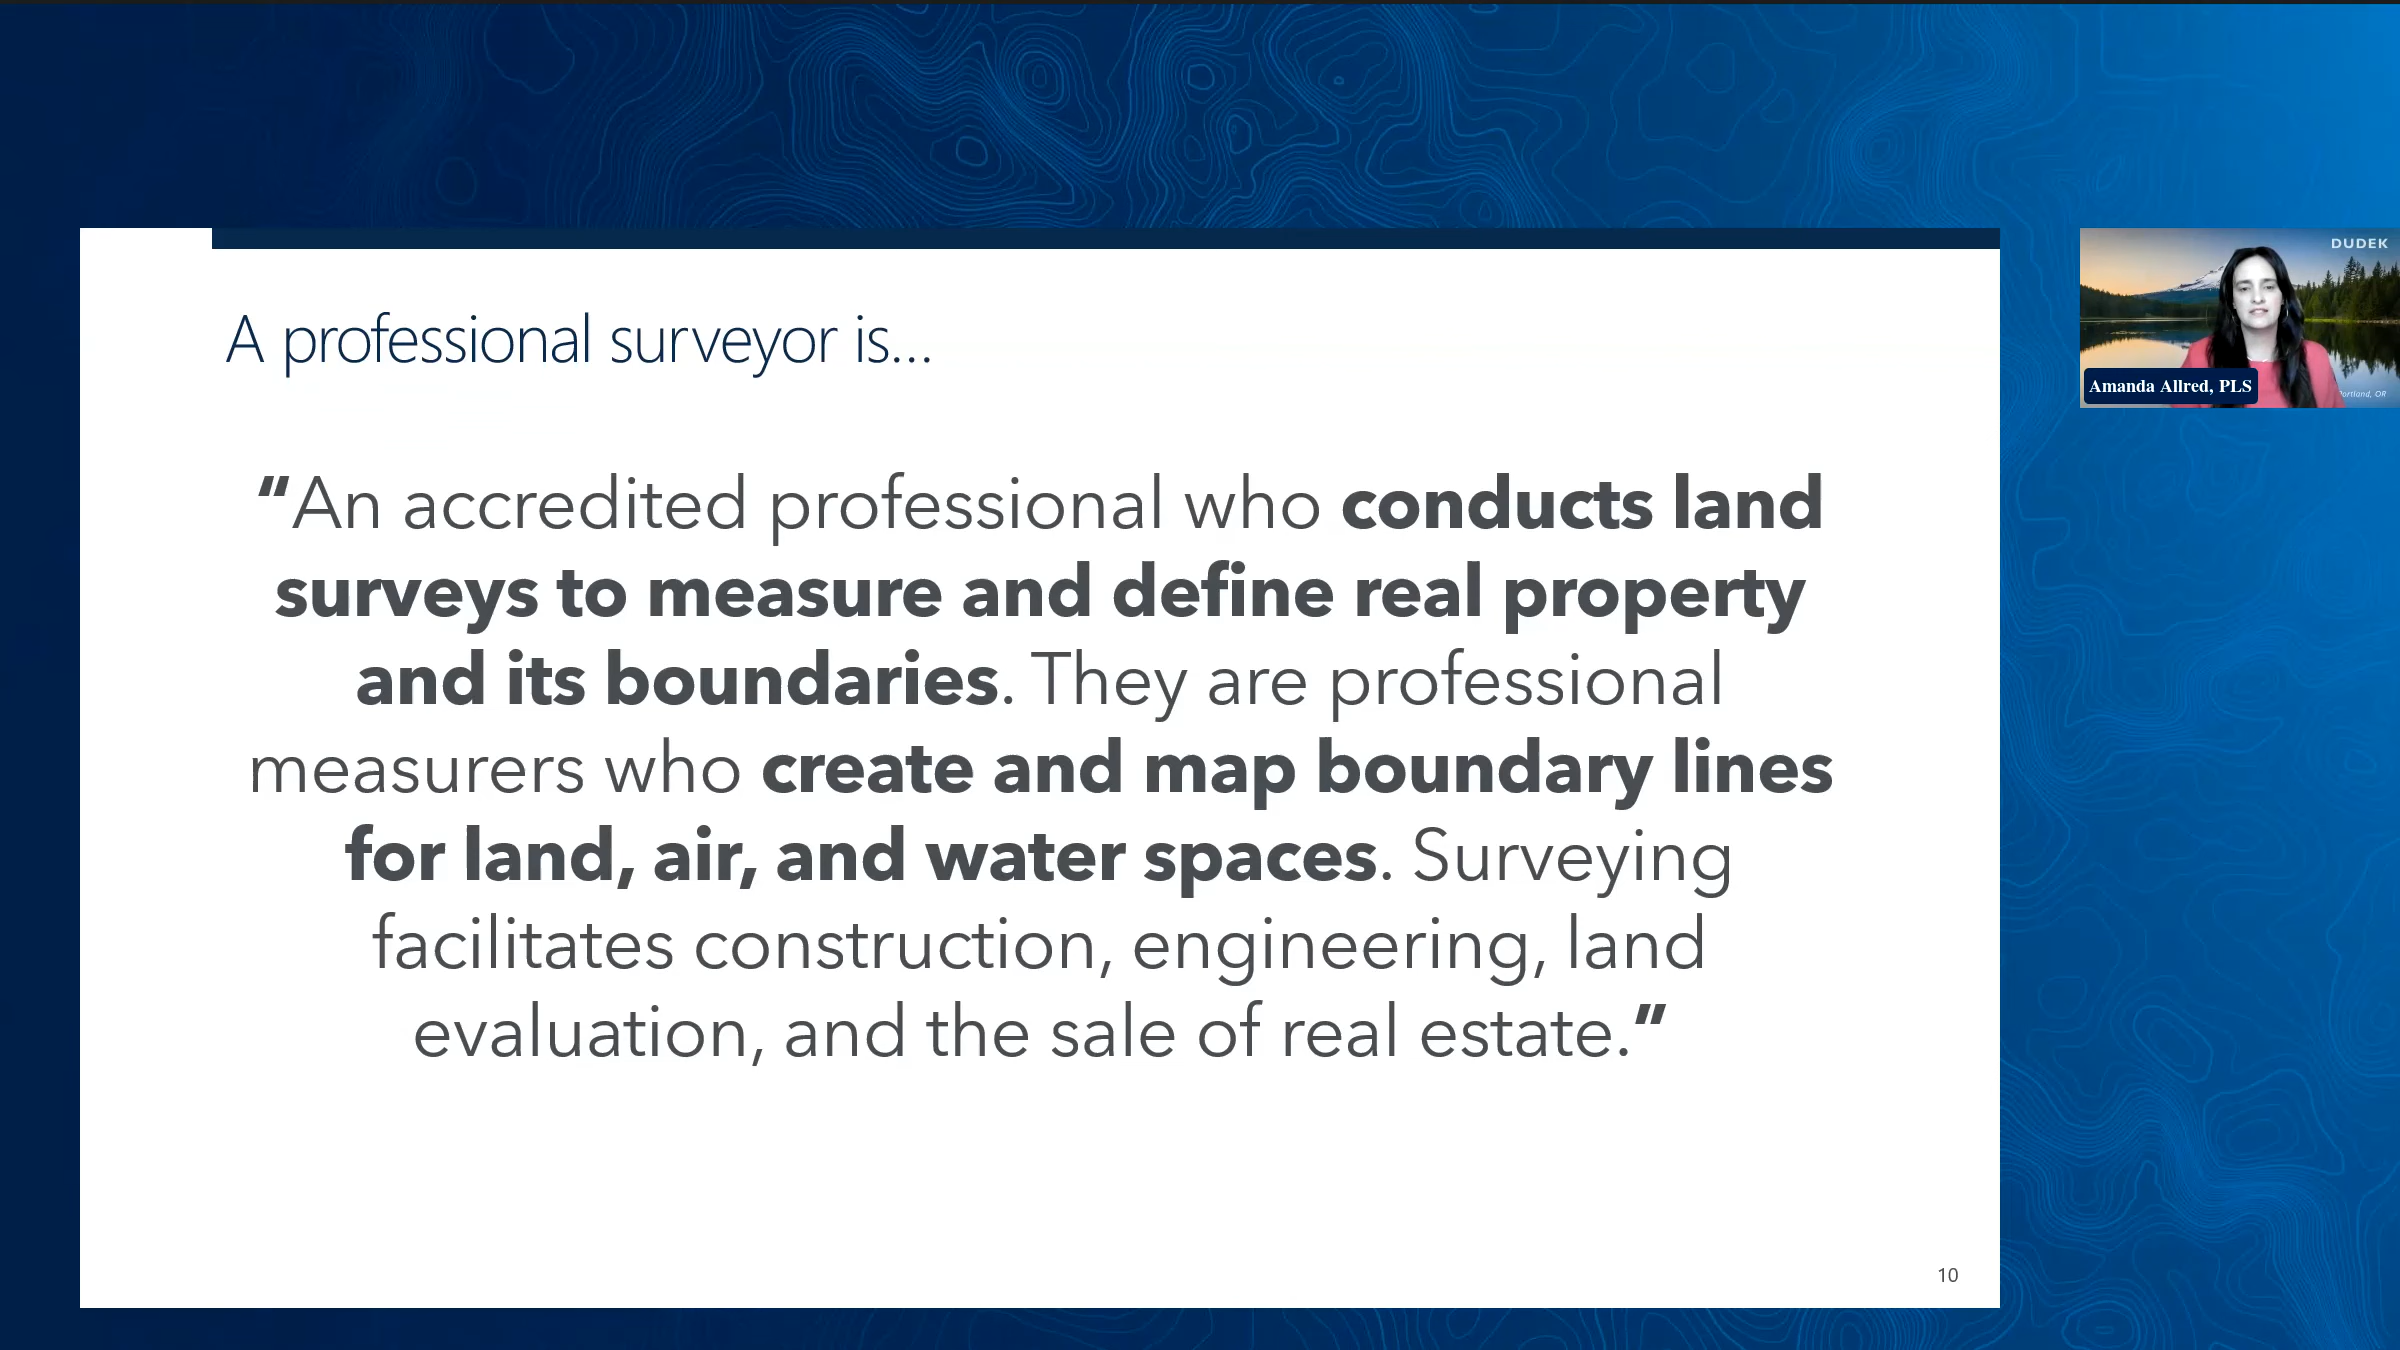 A professional surveyor is...
"An accredited professional who conducts land
surveys to measure and define real property
and its boundaries. They are professional
measurers who create and map boundary lines
for land, air, and water spaces. Surveying
facilitates construction, engineering, land
evaluation, and the sale of real estate."
10
DUDEK
Amanda Allred, PLS
Portland, OR